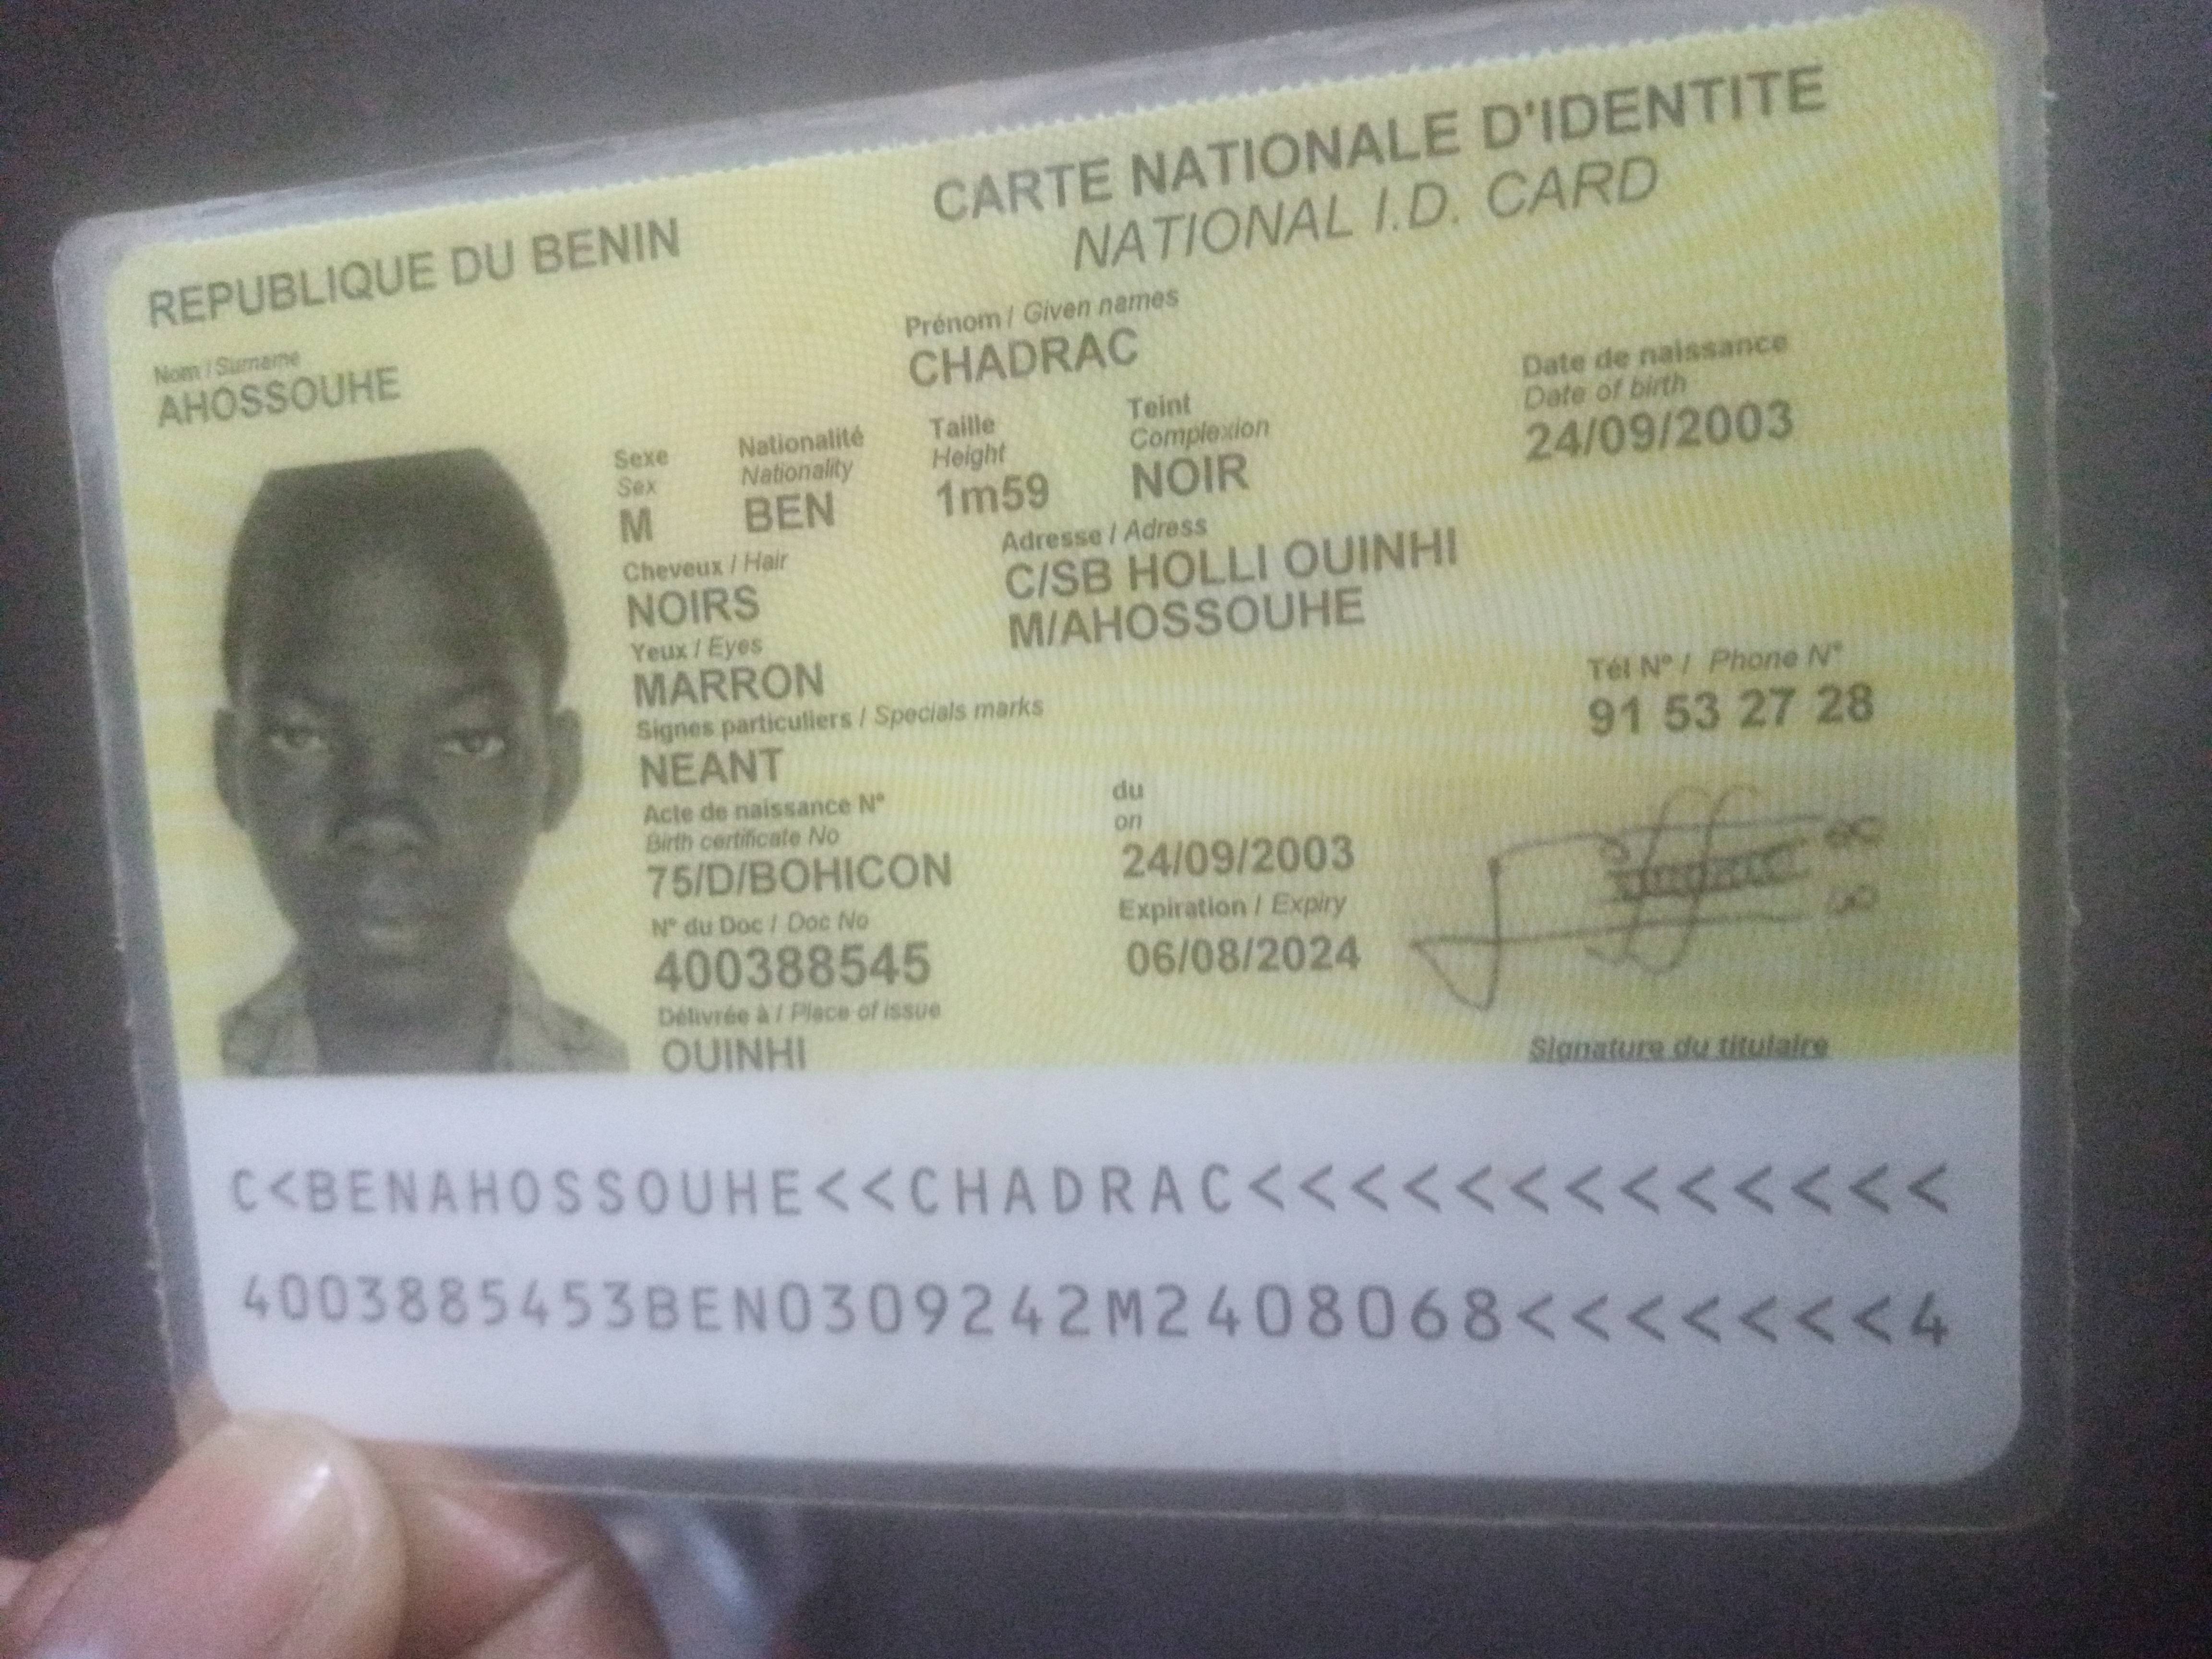 REPUBLIQUE DU BENIN
CARTE NATIONALE D'IDENTITE
NATIONAL I.D. CARD
Nom / Surname
AHOSSOUHE
Prénom / Given names
CHADRAC
Sexe
Sex
M
Nationalité
Nationality
BEN
Taille
Height
1m59
Teint
Complexion
NOIR
Date de naissance
Date of birth
24/09/2003
Cheveux / Hair
NOIRS
Adresse / Adress
C/SB HOLLI OUINHI
M/AHOSSOUHE
Yeux / Eyes
MARRON
Tél N° / Phone N°
91 53 27 28
Signes particuliers / Specials marks
NEANT
Acte de naissance N°
Birth certificate No
75/D/BOHICON
du
on
24/09/2003
N° du Doc / Doc No
400388545
Expiration / Expiry
06/08/2024
Délivrée à / Place of issue
OUINHI
Signature du titulaire
C<BENAHOSSOUHE<<CHADRAC<<<<<<<<<<<<<
4003885453BEN0309242M2408068<<<<<<<4